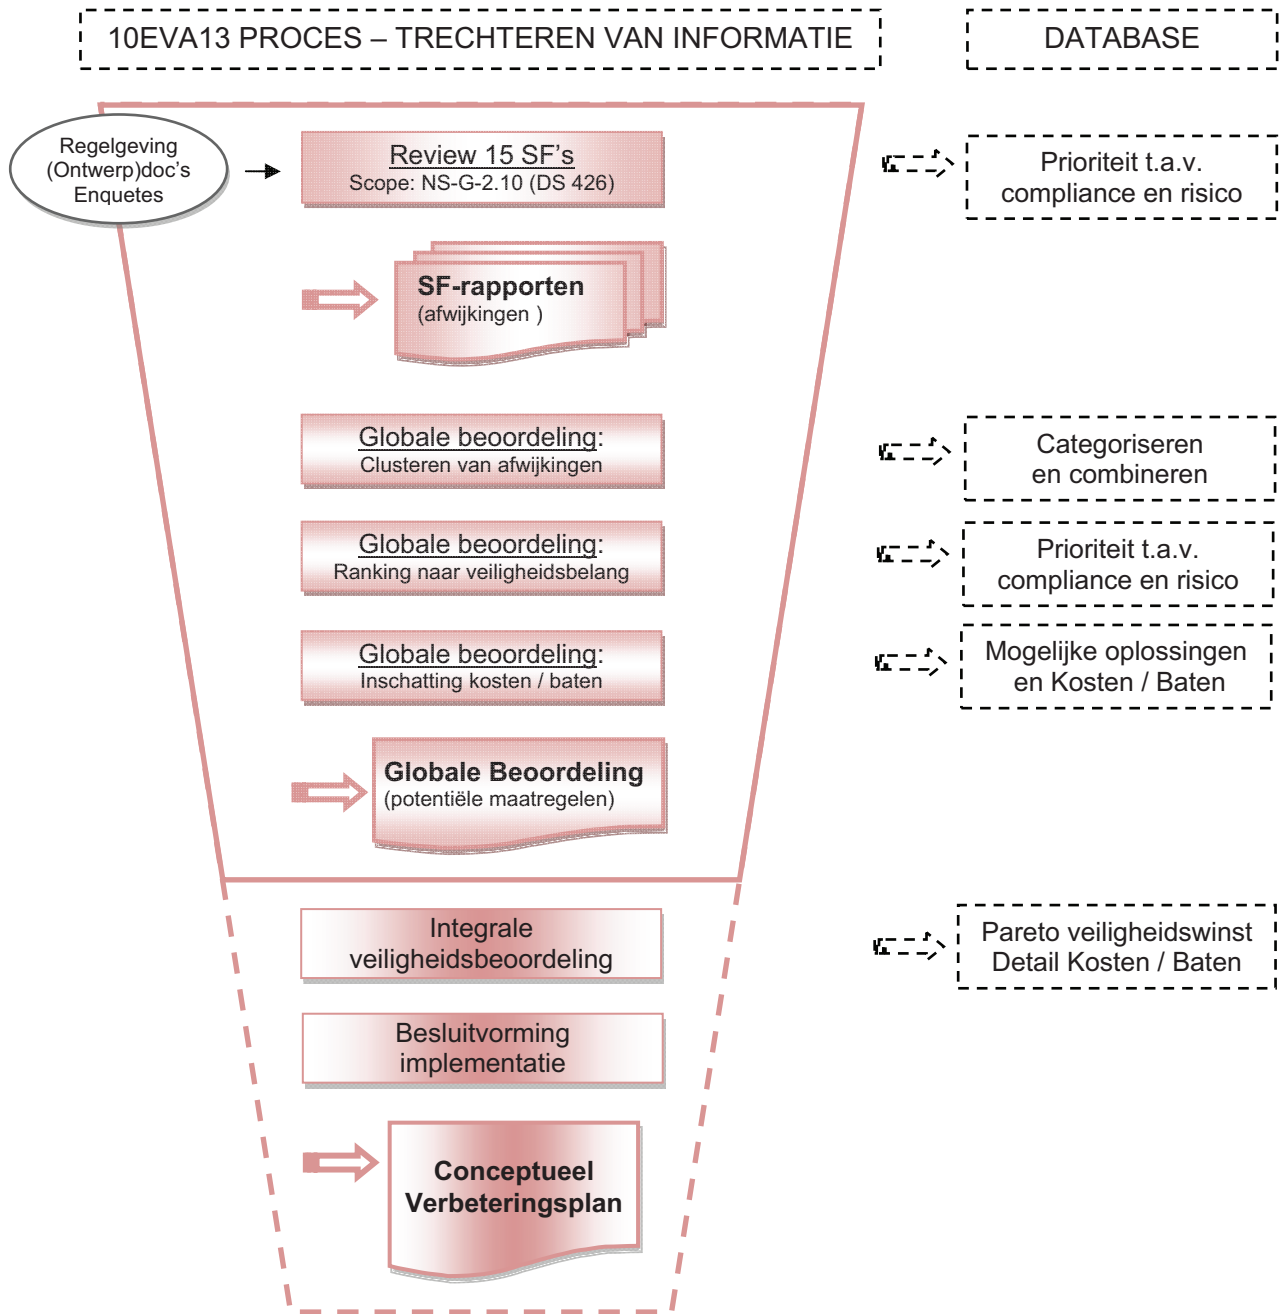 10EVA13 PROCES – TRECHTEREN VAN INFORMATIE
DATABASE
Regelgeving
(Ontwerp)doc's
Enquetes
Review 15 SF's
Scope: NS-G-2.10 (DS 426)
Prioriteit t.a.v.
compliance en risico
SF-rapporten
(afwijkingen )
Globale beoordeling:
Clusteren van afwijkingen
Categoriseren
en combineren
Globale beoordeling:
Ranking naar veiligheidsbelang
Prioriteit t.a.v.
compliance en risico
Globale beoordeling:
Inschatting kosten / baten
Mogelijke oplossingen
en Kosten / Baten
Globale Beoordeling
(potentiële maatregelen)
Integrale
veiligheidsbeoordeling
Pareto veiligheidswinst
Detail Kosten / Baten
Besluitvorming
implementatie
Conceptueel
Verbeteringsplan